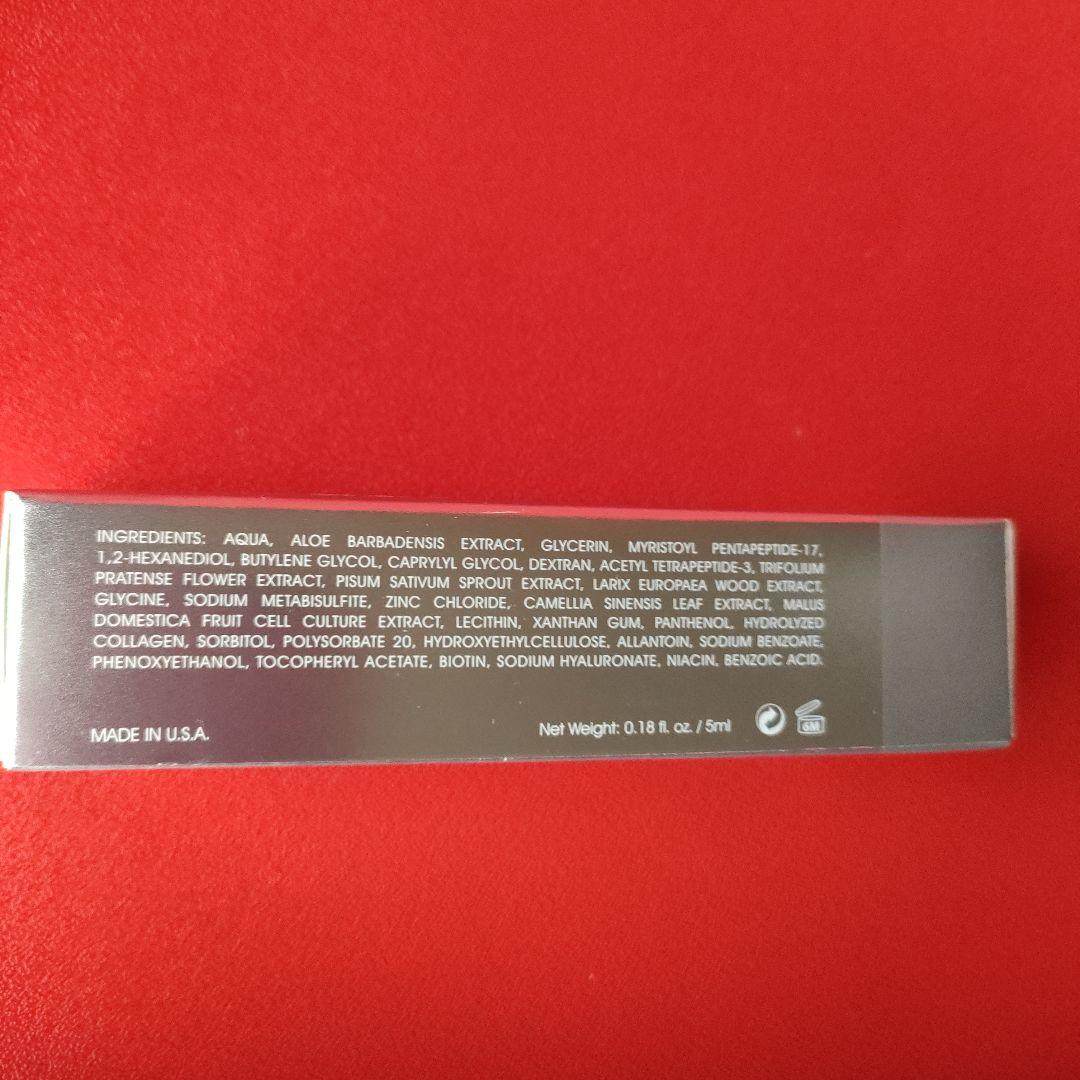 INGREDIENTS: AQUA, ALOE BARBADENSIS EXTRACT, GLYCERIN, MYRISTOYL PENTAPEPTIDE-17,
1,2-HEXANEDIOL, BUTYLENE GLYCOL, CAPRYLYL GLYCOL, DEXTRAN, ACETYL TETRAPEPTIDE-3, TRIFOLIUM
PRATENSE FLOWER EXTRACT, PISUM SATIVUM SPROUT EXTRACT, LARIX EUROPAEA WOOD EXTRACT,
GLYCINE, SODIUM METABISULFITE, ZINC CHLORIDE, CAMELLIA SINENSIS LEAF EXTRACT, MALUS
DOMESTICA FRUIT CELL CULTURE EXTRACT, LECITHIN, XANTHAN GUM, PANTHENOL, HYDROLYZED
COLLAGEN, SORBITOL, POLYSORBATE 20, HYDROXYETHYLCELLULOSE, ALLANTOIN, SODIUM BENZOATE,
PHENOXYETHANOL, TOCOPHERYL ACETATE, BIOTIN, SODIUM HYALURONATE, NIACIN, BENZOIC ACID.
MADE IN U.S.A.
Net Weight: 0.18 fl. oz. / 5ml
6M